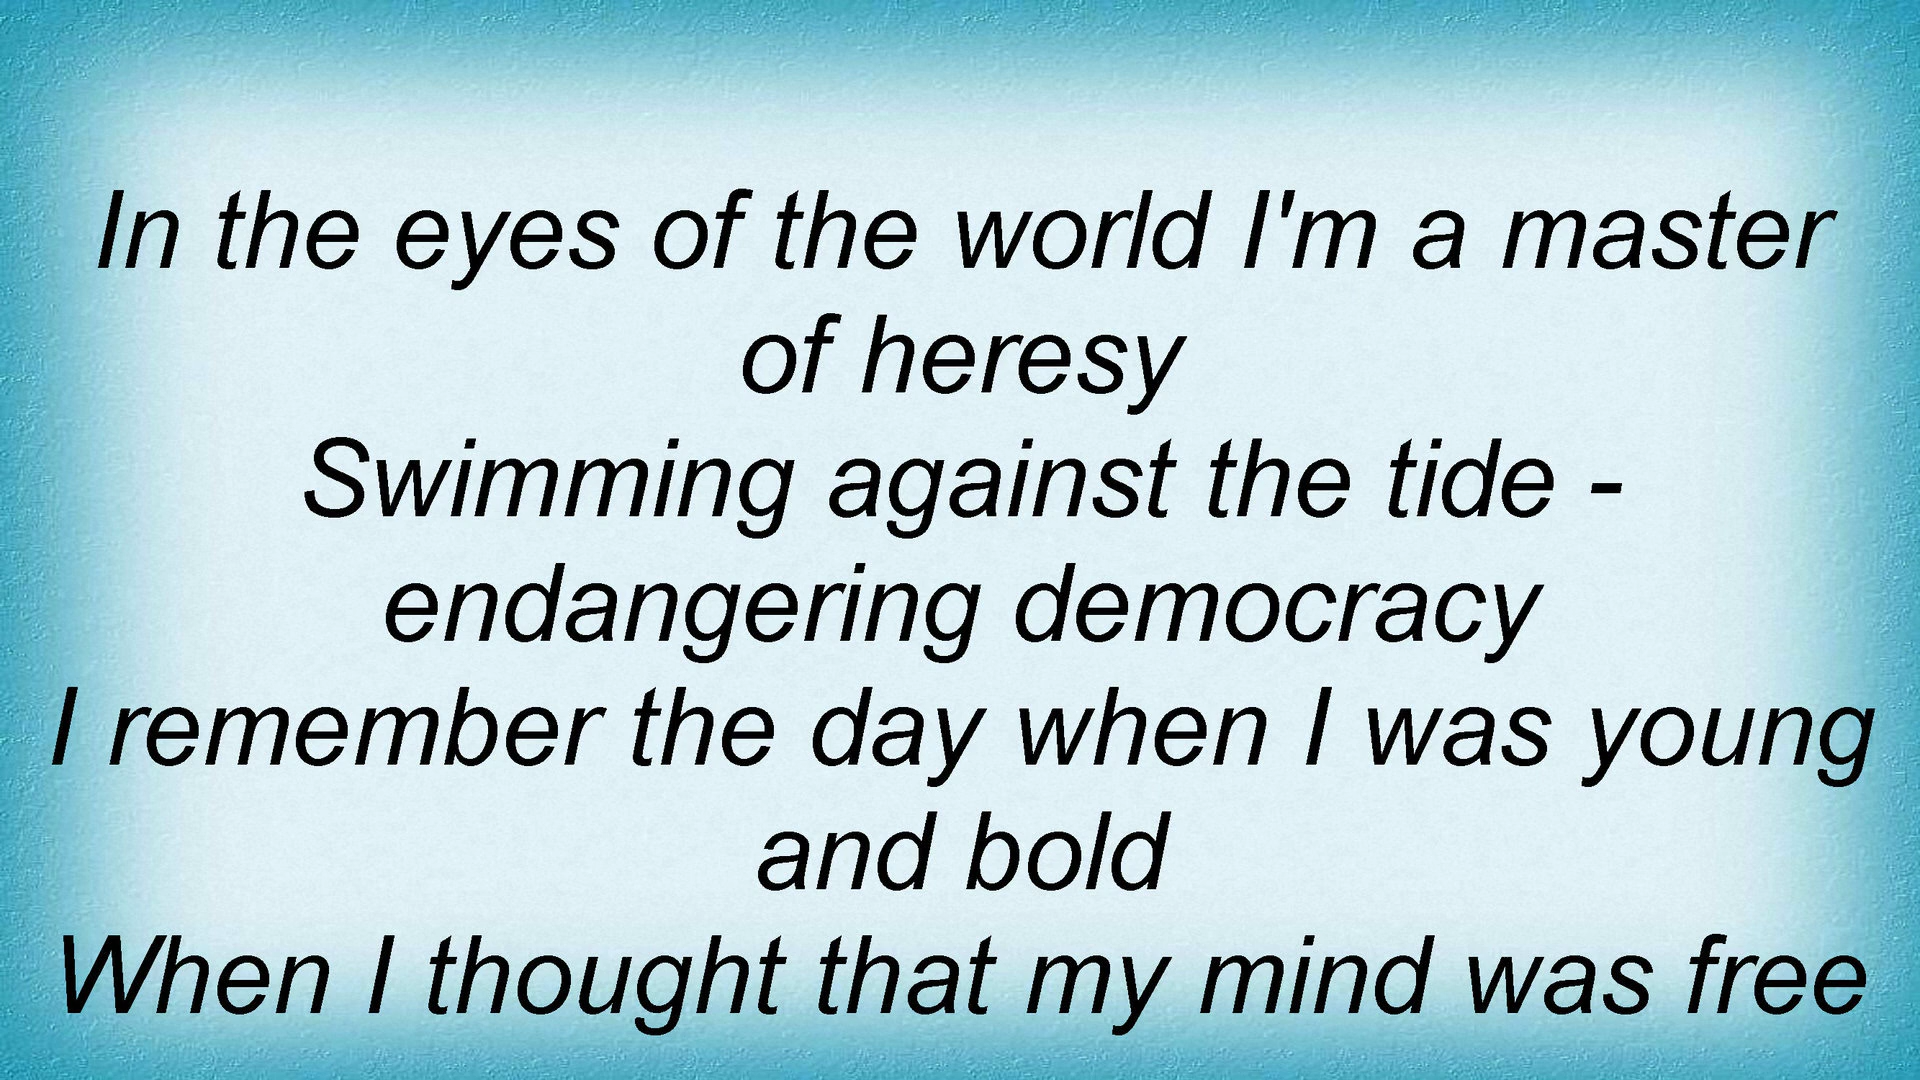 In the eyes of the world I'm a master
of heresy
Swimming against the tide -
endangering democracy
I remember the day when I was young
and bold
When I thought that my mind was free